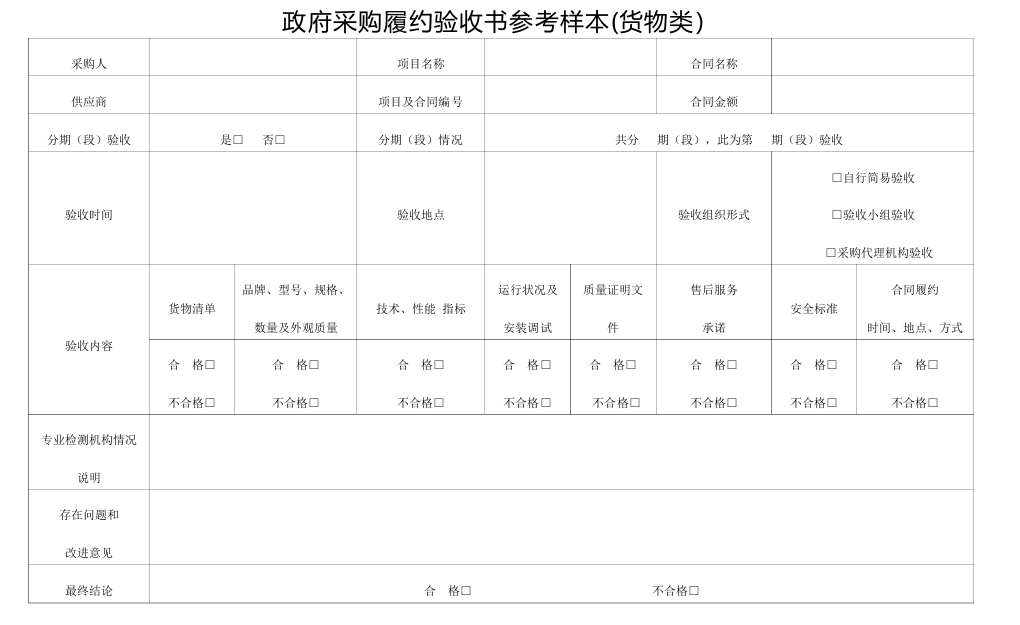 政府采购履约验收书参考样本(货物类）
采购人 项目名称 合同名称
供应商 项目及合同编号 合同金额
分期（段）验收 是□ 否□ 分期（段）情况 共分 期（段），此为第 期（段）验收
验收时间 验收地点 验收组织形式
□自行简易验收
□验收小组验收
□采购代理机构验收
验收内容
货物清单
品牌、型号、规格、
数量及外观质量
技术、性能 指标
运行状况及
安装调试
质量证明文
件
售后服务
承诺
安全标准
合同履约
时间、地点、方式
合 格□ 合 格□ 合 格□ 合 格□ 合 格□ 合 格□ 合 格□ 合 格□
不合格□ 不合格□ 不合格□ 不合格□ 不合格□ 不合格□ 不合格□ 不合格□
专业检测机构情况
说明
存在问题和
改进意见
最终结论 合 格□ 不合格□